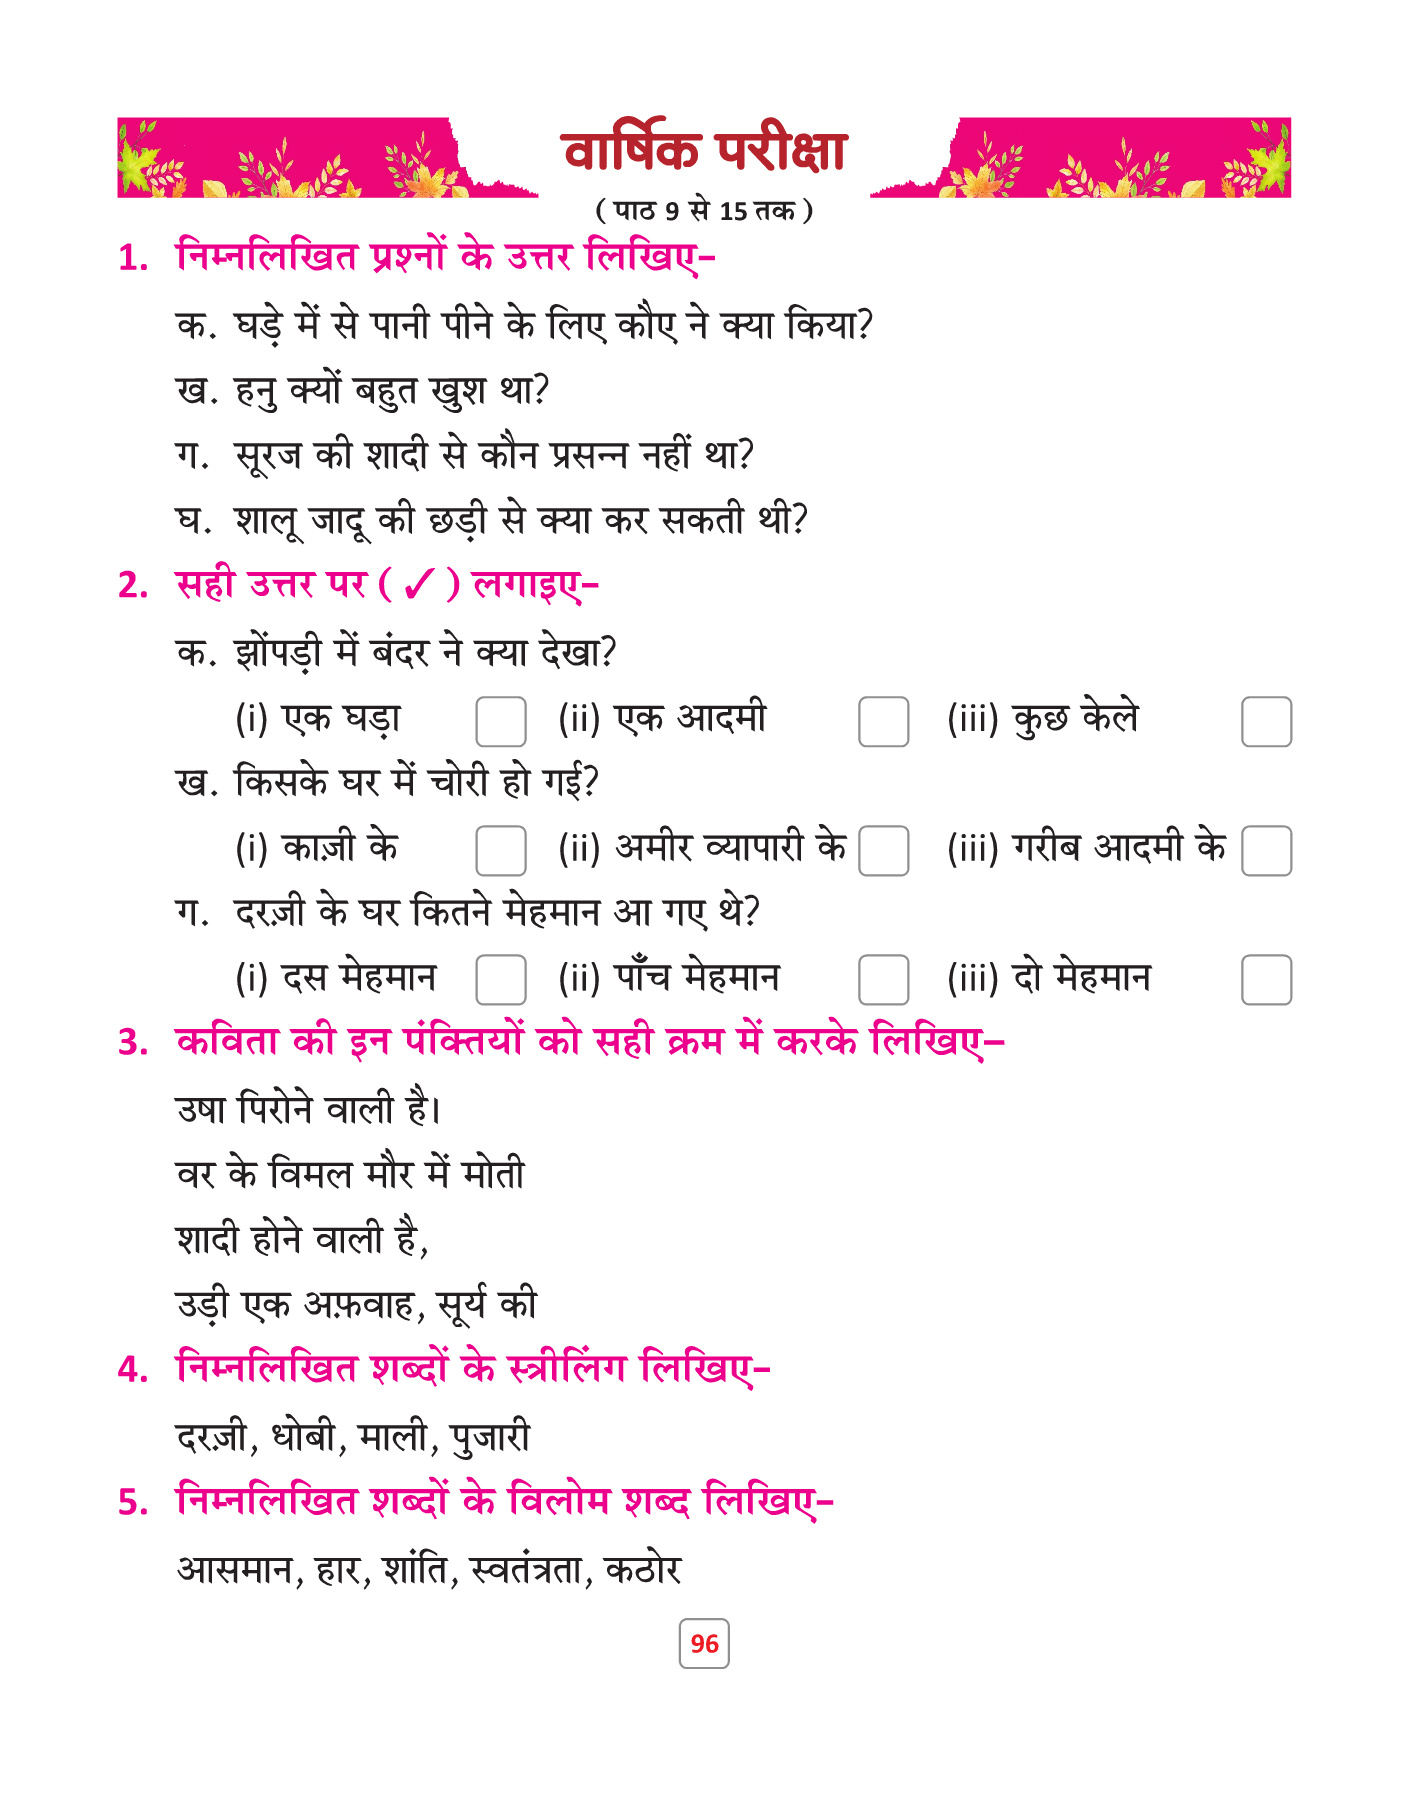 वार्षिक परीक्षा
( पाठ 9 से 15 तक )
1. निम्नलिखित प्रश्नों के उत्तर लिखिए–
क. घड़े में से पानी पीने के लिए कौए ने क्या किया?
ख. हनु क्यों बहुत खुश था?
ग. सूरज की शादी से कौन प्रसन्न नहीं था?
घ. शालू जादू की छड़ी से क्या कर सकती थी?
2. सही उत्तर पर ( ✓ ) लगाइए–
क. झोंपड़ी में बंदर ने क्या देखा?
(i) एक घड़ा (ii) एक आदमी (iii) कुछ केले
ख. किसके घर में चोरी हो गई?
(i) काज़ी के (ii) अमीर व्यापारी के (iii) गरीब आदमी के
ग. दरज़ी के घर कितने मेहमान आ गए थे?
(i) दस मेहमान (ii) पाँच मेहमान (iii) दो मेहमान
3. कविता की इन पंक्तियों को सही क्रम में करके लिखिए–
उषा पिरोने वाली है।
वर के विमल मौर में मोती
शादी होने वाली है,
उड़ी एक अफ़वाह, सूर्य की
4. निम्नलिखित शब्दों के स्त्रीलिंग लिखिए–
दरज़ी, धोबी, माली, पुजारी
5. निम्नलिखित शब्दों के विलोम शब्द लिखिए–
आसमान, हार, शांति, स्वतंत्रता, कठोर
96